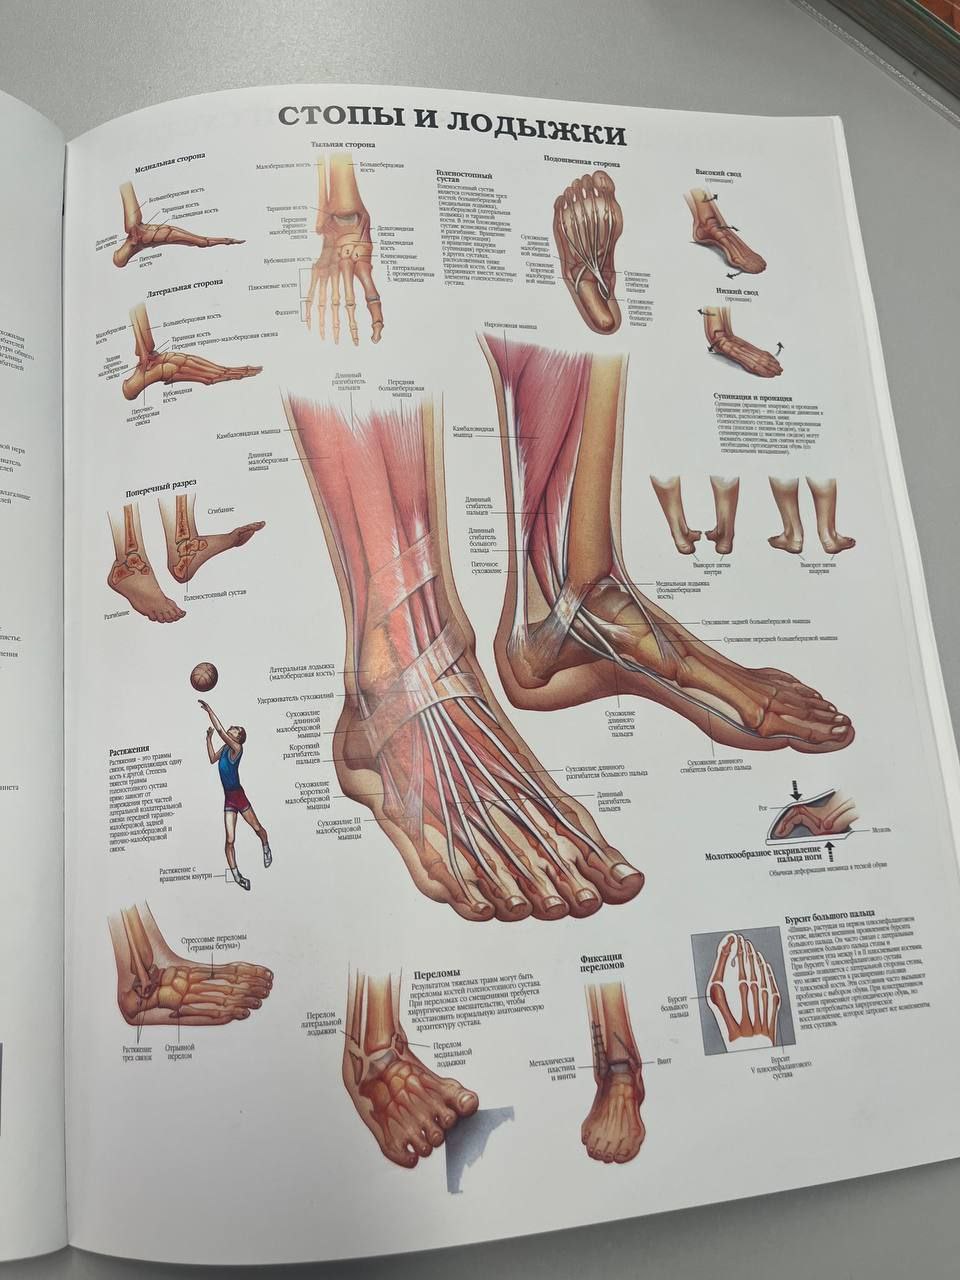 СТОПЫ И ЛОДЫЖКИ
Медиальная сторона
Большеберцовая кость
Таранная кость
Ладьевидная кость
Дельтовид-
ная связка
Пяточная
кость
Латеральная сторона
Малоберцовая
кость
Большеберцовая кость
Таранная кость
Передняя таранно-малоберцовая связка
Задняя
таранно-
малоберцовая
связка
Кубовидная
кость
Пяточно-
малоберцовая
связка
Тыльная сторона
Малоберцовая кость
Большеберцовая
кость
Таранная кость
Передняя
таранно-
малоберцовая
связка
Кубовидная кость
Плюсневые кости
Фаланги
Дельтовидная
связка
Ладьевидная
кость
Клиновидные
кости:
1. латеральная
2. промежуточная
3. медиальная
Голеностопный
сустав
Голеностопный сустав
является сочленением трех
костей: большеберцовой
(медиальная лодыжка),
малоберцовой (латеральная
лодыжка) и таранной
кости. В этом блоковидном
суставе возможны сгибание
и разгибание. Вращение
внутрь (пронация)
и вращение кнаружи
(супинация) происходит
в других суставах,
расположенных ниже
таранной кости. Связки
удерживают вместе костные
элементы голеностопного
сустава.
Подошвенная сторона
Сухожилие
длинной
малоберцо-
вой мышцы
Сухожилие
короткой
малоберцо-
вой мышцы
Сухожилие
длинного
сгибателя
пальцев
Сухожилие
длинного
сгибателя
большого
пальца
Высокий свод
(супинация)
Низкий свод
(пронация)
Супинация и пронация
Супинация (вращение кнаружи) и пронация
(вращение внутрь) – это сложные движения в
суставах, расположенных ниже
голеностопного сустава. Как пронированная
стопа (плоская с низким сводом), так и
супинированная (с высоким сводом) могут
вызывать симптомы, для снятия которых
необходима ортопедическая обувь (со
специальными вкладышами).
Выворот пятки
внутрь
Выворот пятки
кнаружи
Поперечный разрез
Сгибание
Разгибание
Голеностопный сустав
Длинный
разгибатель
пальцев
Передняя
большеберцовая
мышца
Камбаловидная мышца
Длинная
малоберцовая
мышца
Латеральная лодыжка
(малоберцовая кость)
Удерживатель сухожилий
Сухожилие
длинной
малоберцовой
мышцы
Короткий
разгибатель
пальцев
Сухожилие
короткой
малоберцовой
мышцы
Сухожилие III
малоберцовой
мышцы
Сухожилие длинного
разгибателя большого пальца
Длинный
разгибатель
пальцев
Икроножная мышца
Камбаловидная
мышца
Длинный
сгибатель
пальцев
Длинный
сгибатель
большого
пальца
Пяточное
сухожилие
Медиальная лодыжка
(большеберцовая
кость)
Сухожилие задней большеберцовой мышцы
Сухожилие передней большеберцовой мышцы
Сухожилие
длинного
сгибателя
пальцев
Сухожилие длинного
сгибателя большого пальца
Растяжения
Растяжения – это травмы
связок, прикрепляющих одну
кость к другой. Степень
тяжести травмы
голеностопного сустава
прямо зависит от
повреждения трех частей
латеральной коллатеральной
связки: передней таранно-
малоберцовой, задней
таранно-малоберцовой и
пяточно-малоберцовой
связок.
Растяжение с
вращением внутрь
Рог
Мозоль
Молоткообразное искривление
пальца ноги
Обычная деформация мизинца в тесной обуви
Стрессовые переломы
(«травмы бегуна»)
Растяжение
трех связок
Отрывной
перелом
Переломы
Результатом тяжелых травм могут быть
переломы костей голеностопного сустава.
При переломах со смещениями требуется
хирургическое вмешательство, чтобы
восстановить нормальную анатомическую
архитектуру сустава.
Перелом
латеральной
лодыжки
Перелом
медиальной
лодыжки
Фиксация
переломов
Металлическая
пластина
и винты
Винт
Бурсит большого пальца
«Шишка», растущая на первом плюснефаланговом
суставе, является внешним проявлением бурсита
большого пальца. Он часто связан с латеральным
отклонением большого пальца стопы и
увеличением угла между I и II плюсневыми костями.
При бурсите V плюснефалангового сустава
«шишка» появляется с латеральной стороны стопы,
что может привести к расширению головки
V плюсневой кости. Эти состояния часто вызывают
проблемы с выбором обуви. При консервативном
лечении применяют ортопедическую обувь, но
может потребоваться хирургическое
восстановление, которое затронет все компоненты
этих суставов.
Бурсит
большого
пальца
Бурсит
V плюснефалангового
сустава